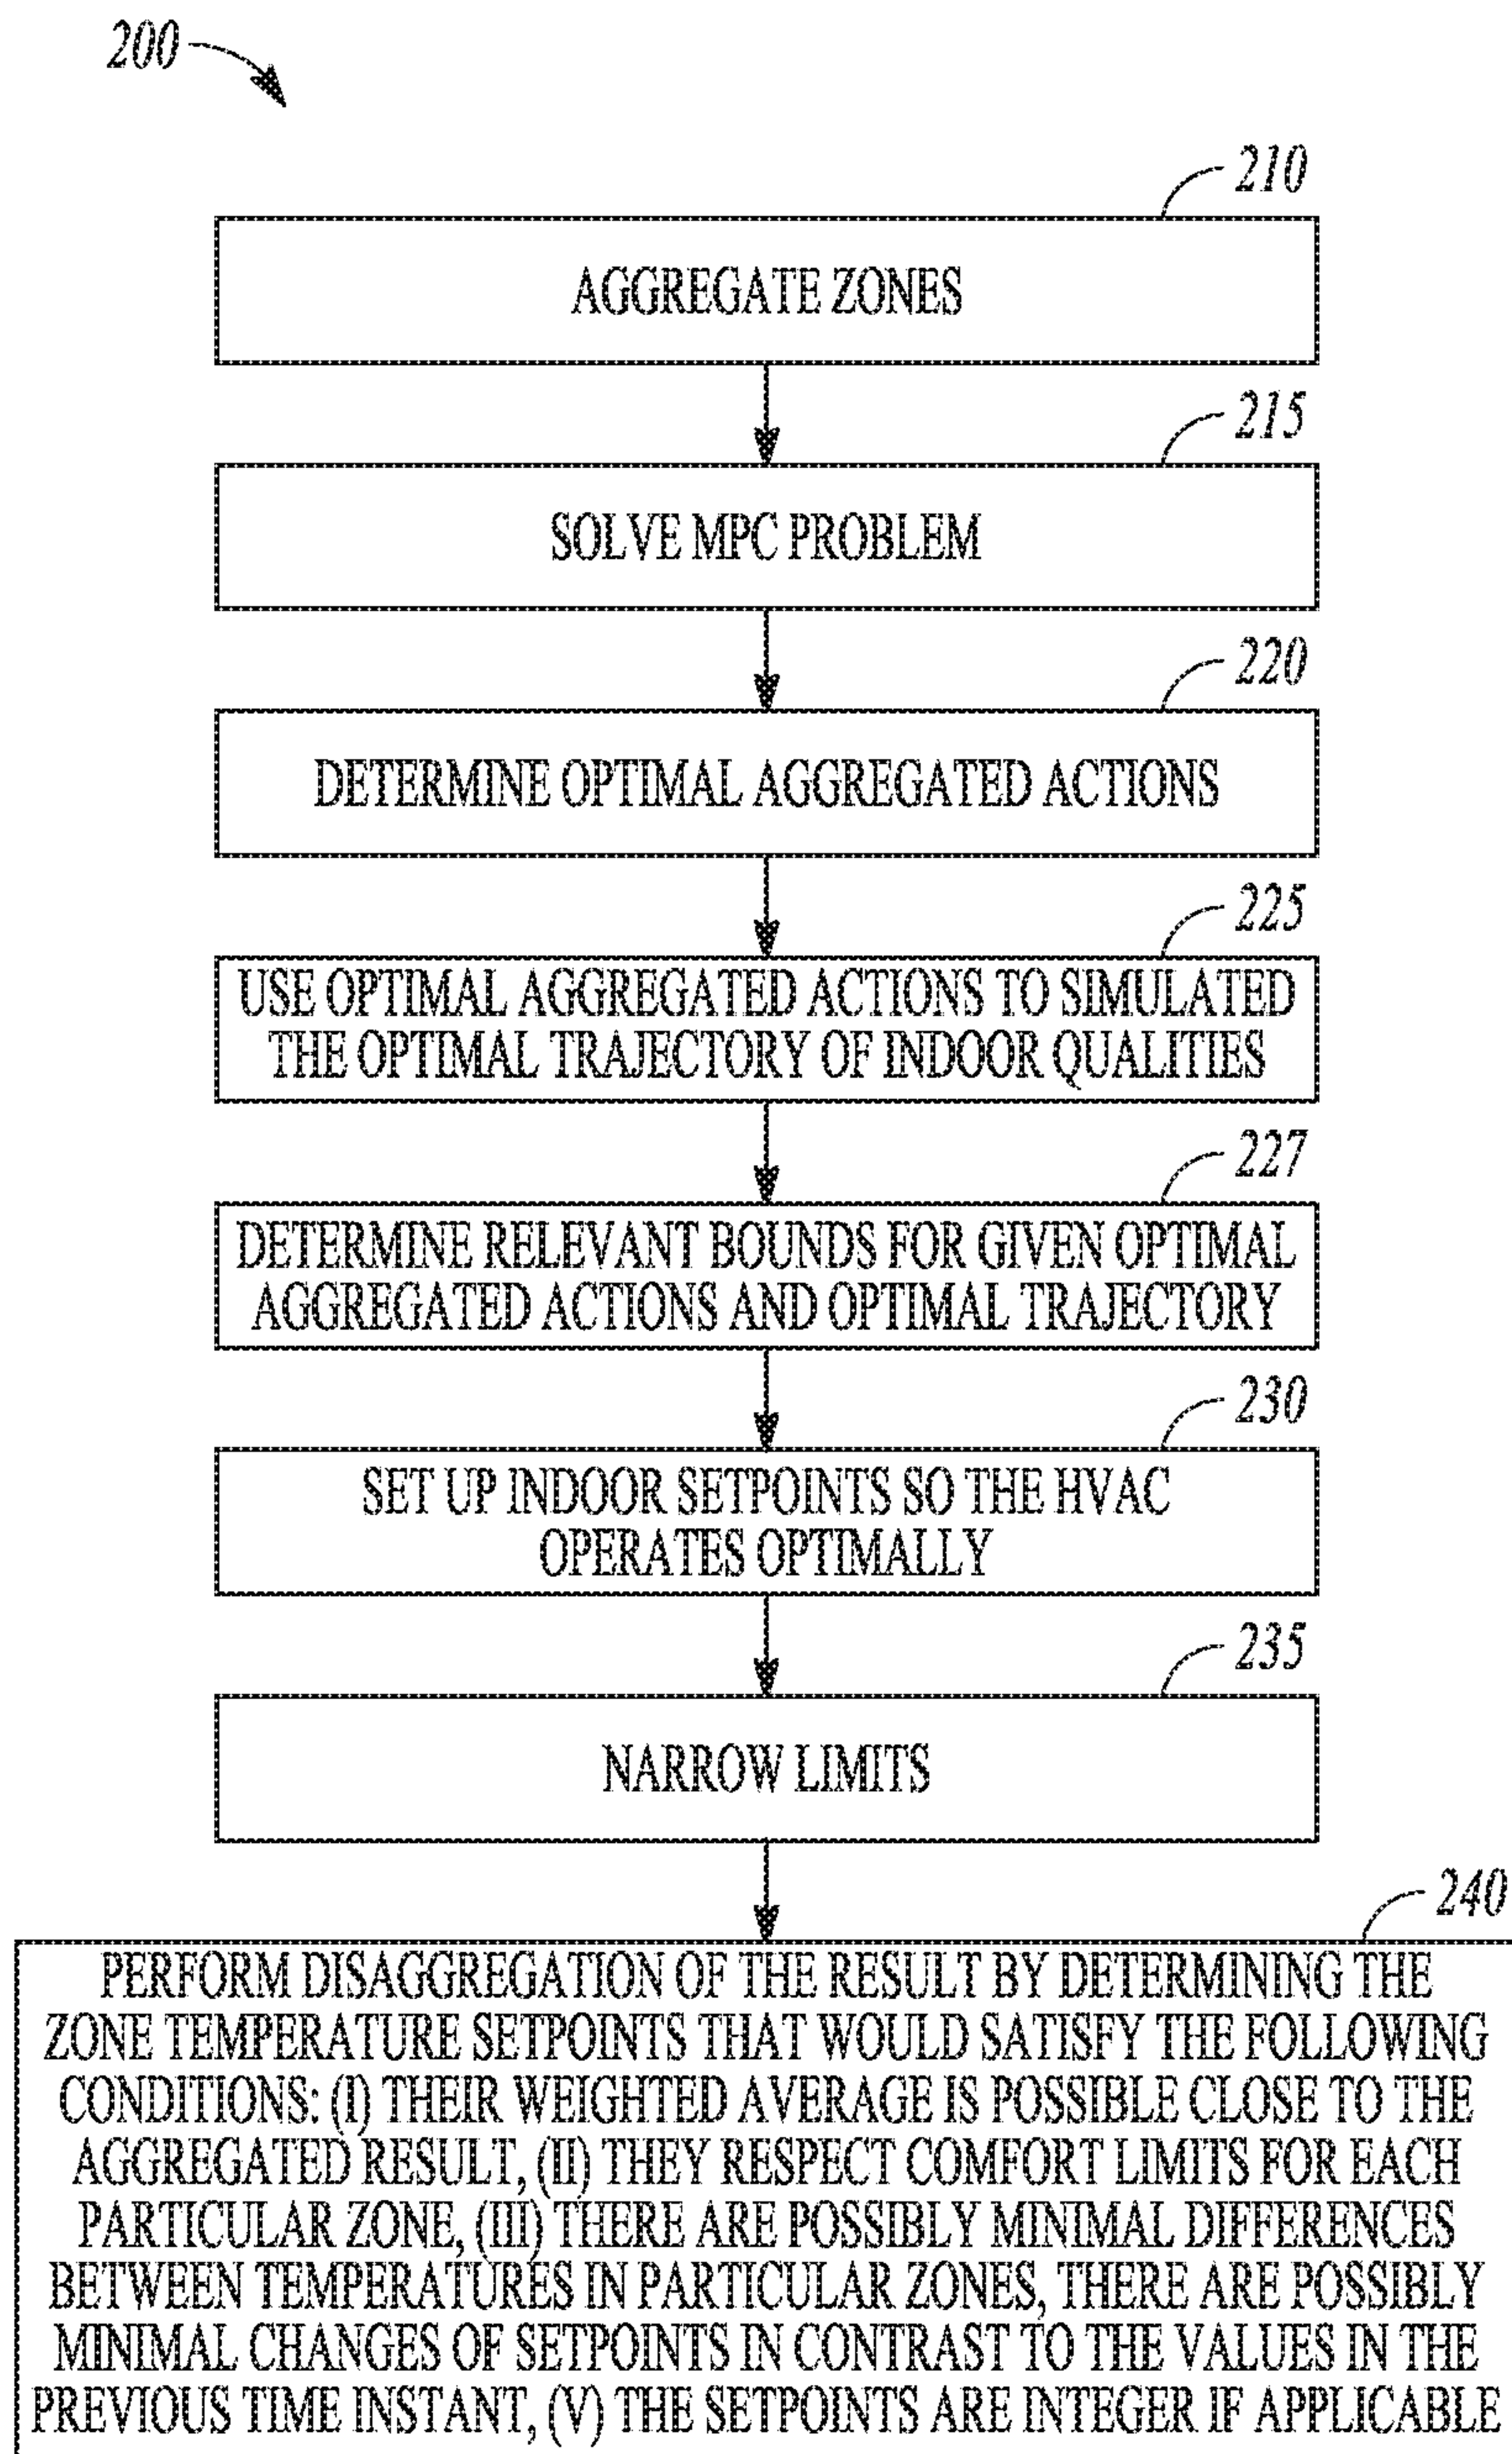 200
210
AGGREGATE ZONES
215
SOLVE MPC PROBLEM
220
DETERMINE OPTIMAL AGGREGATED ACTIONS
225
USE OPTIMAL AGGREGATED ACTIONS TO SIMULATED
THE OPTIMAL TRAJECTORY OF INDOOR QUALITIES
227
DETERMINE RELEVANT BOUNDS FOR GIVEN OPTIMAL
AGGREGATED ACTIONS AND OPTIMAL TRAJECTORY
230
SET UP INDOOR SETPOINTS SO THE HVAC
OPERATES OPTIMALLY
235
NARROW LIMITS
240
PERFORM DISAGGREGATION OF THE RESULT BY DETERMINING THE
ZONE TEMPERATURE SETPOINTS THAT WOULD SATISFY THE FOLLOWING
CONDITIONS: (I) THEIR WEIGHTED AVERAGE IS POSSIBLE CLOSE TO THE
AGGREGATED RESULT, (II) THEY RESPECT COMFORT LIMITS FOR EACH
PARTICULAR ZONE, (III) THERE ARE POSSIBLY MINIMAL DIFFERENCES
BETWEEN TEMPERATURES IN PARTICULAR ZONES, THERE ARE POSSIBLY
MINIMAL CHANGES OF SETPOINTS IN CONTRAST TO THE VALUES IN THE
PREVIOUS TIME INSTANT, (V) THE SETPOINTS ARE INTEGER IF APPLICABLE